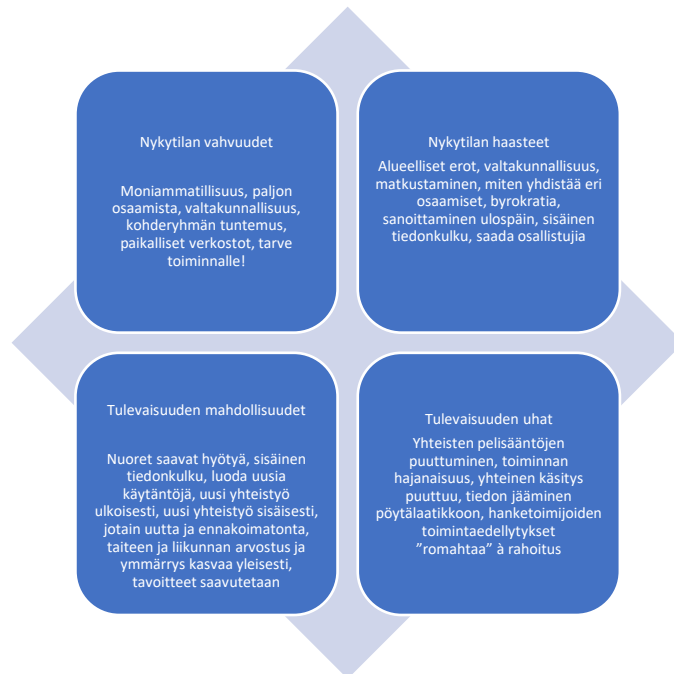 Nykytilan vahvuudet
Moniammatillisuus, paljon
osaamista, valtakunnallisuus,
kohderyhmän tuntemus,
paikalliset verkostot, tarve
toiminnalle!
Nykytilan haasteet
Alueelliset erot, valtakunnallisuus,
matkustaminen, miten yhdistää eri
osaamiset, byrokratia,
sanoittaminen ulospäin, sisäinen
tiedonkulku, saada osallistujia
Tulevaisuuden mahdollisuudet
Nuoret saavat hyötyä, sisäinen
tiedonkulku, luoda uusia
käytäntöjä, uusi yhteistyö
ulkoisesti, uusi yhteistyö sisäisesti,
jotain uutta ja ennakoimatonta,
taiteen ja liikunnan arvostus ja
ymmärrys kasvaa yleisesti,
tavoitteet saavutetaan
Tulevaisuuden uhat
Yhteisten pelisääntöjen
puuttuminen, toiminnan
hajanaisuus, yhteinen käsitys
puuttuu, tiedon jääminen
pöytälaatikkoon, hanketoimijoiden
toimintaedellytykset
”romahtaa” à rahoitus